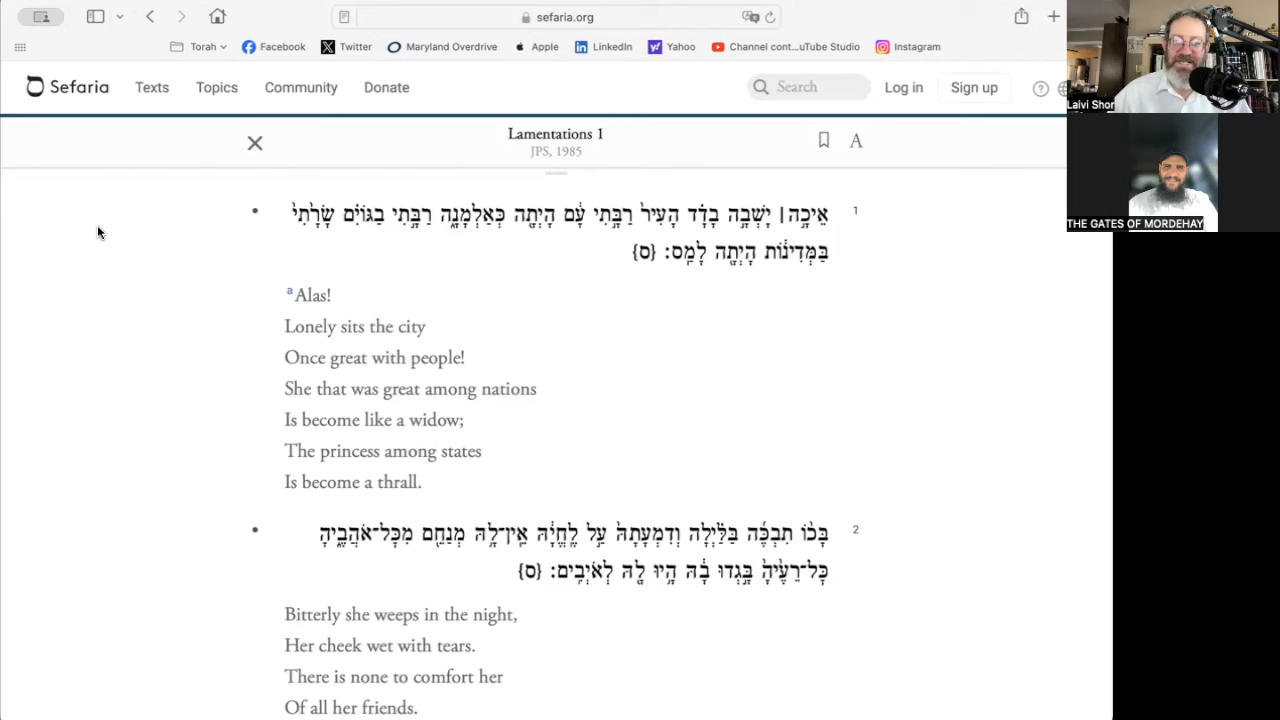 sefaria.org
Torah
Facebook
Twitter
Maryland Overdrive
Apple
LinkedIn
Yahoo
Channel cont...uTube Studio
Instagram
Sefaria
Texts
Topics
Community
Donate
Search
Log in
Sign up
Laivi Shor
THE GATES OF MORDEHAY
Lamentations 1
JPS, 1985
A
1
אֵיכָ֣ה׀ יָשְׁבָ֣ה בָדָ֗ד הָעִיר֙ רַבָּ֣תִי עָ֔ם הָיְתָ֖ה כְּאַלְמָנָ֑ה רַבָּ֣תִי בַגּוֹיִ֗ם שָׂרָ֙תִי֙
בַּמְּדִינ֔וֹת הָיְתָ֖ה לָמַֽס׃ {ס}
a Alas!
Lonely sits the city
Once great with people!
She that was great among nations
Is become like a widow;
The princess among states
Is become a thrall.
2
בָּכ֨וֹ תִבְכֶּ֜ה בַּלַּ֗יְלָה וְדִמְעָתָהּ֙ עַ֣ל לֶֽחֱיָ֔הּ אֵֽין־לָ֥הּ מְנַחֵ֖ם מִכׇּל־אֹהֲבֶ֑יהָ
כׇּל־רֵעֶ֙יהָ֙ בָּ֣גְדוּ בָ֔הּ הָ֥יוּ לָ֖הּ לְאֹיְבִֽים׃ {ס}
Bitterly she weeps in the night,
Her cheek wet with tears.
There is none to comfort her
Of all her friends.